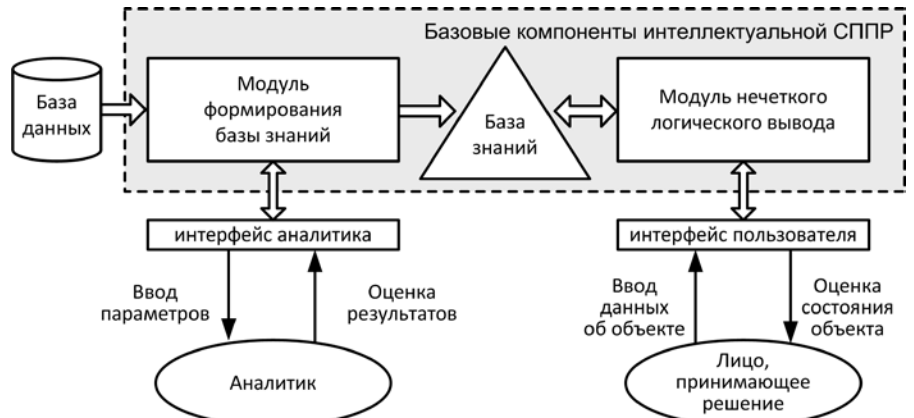 Базовые компоненты интеллектуальной СППР
База
данных
Модуль
формирования
базы знаний
База
знаний
Модуль нечеткого
логического вывода
интерфейс аналитика
интерфейс пользователя
Ввод
параметров
Оценка
результатов
Ввод
данных
об объекте
Оценка
состояния
объекта
Аналитик
Лицо,
принимающее
решение